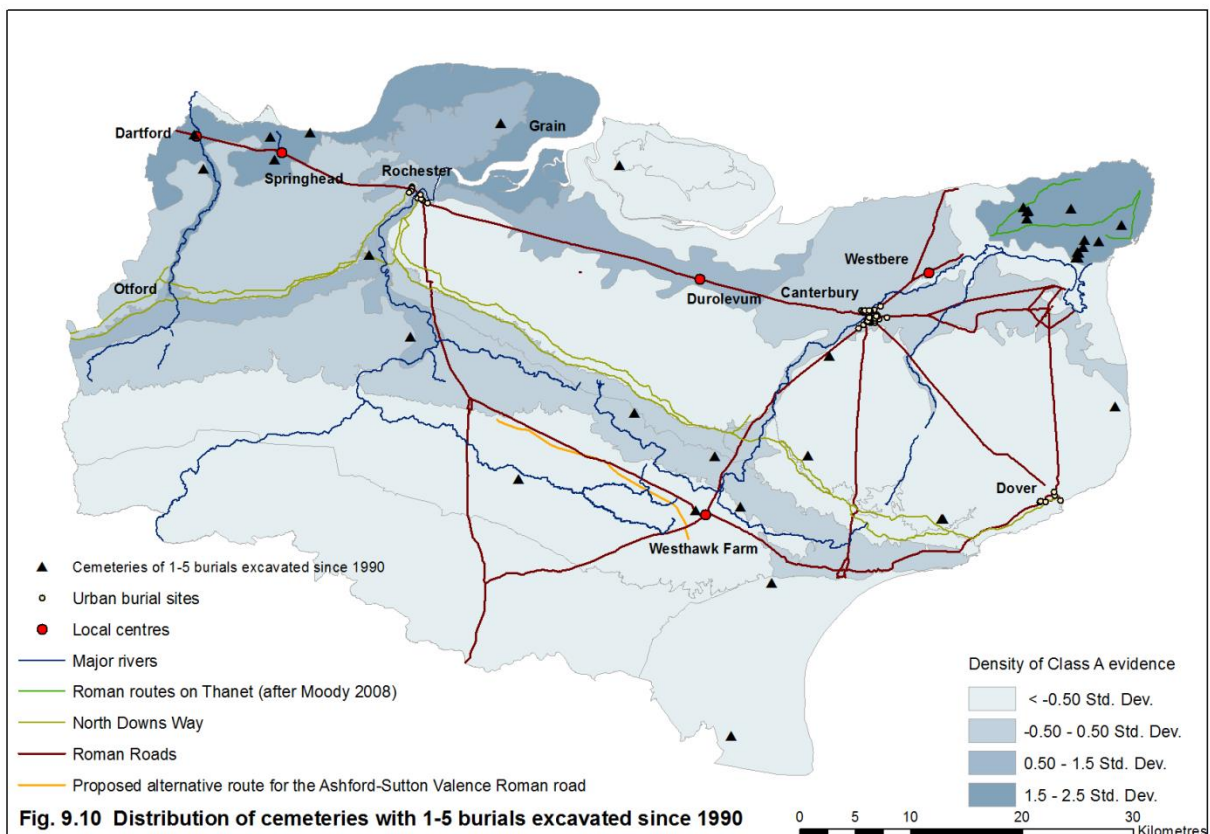 Dartford
Grain
Springhead
Rochester
Otford
Durolevum
Westbere
Canterbury
Dover
Westhawk Farm
Cemeteries of 1-5 burials excavated since 1990
Urban burial sites
Local centres
Major rivers
Roman routes on Thanet (after Moody 2008)
North Downs Way
Roman Roads
Proposed alternative route for the Ashford-Sutton Valence Roman road
Density of Class A evidence
< -0.50 Std. Dev.
-0.50 - 0.50 Std. Dev.
0.50 - 1.5 Std. Dev.
1.5 - 2.5 Std. Dev.
Fig. 9.10 Distribution of cemeteries with 1-5 burials excavated since 1990
0 5 10 20 30
Kilometres